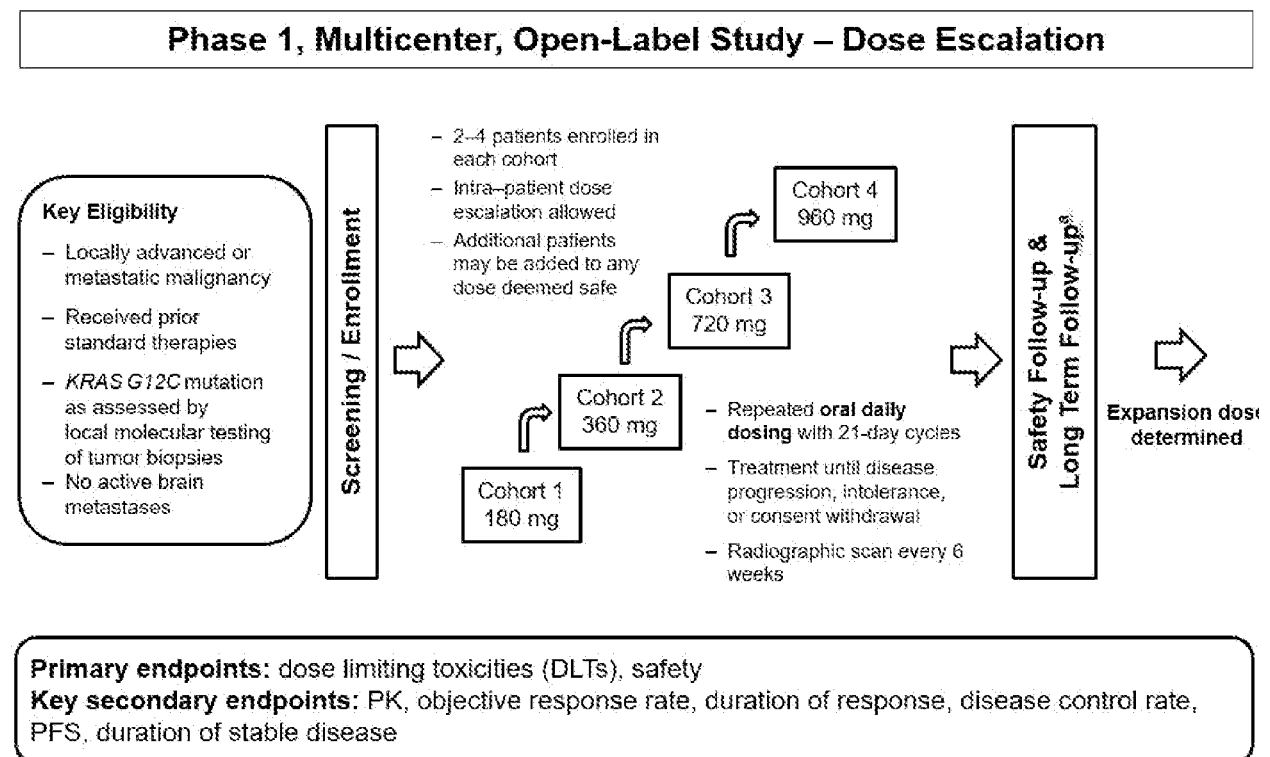 Phase 1, Multicenter, Open-Label Study – Dose Escalation
Key Eligibility
– Locally advanced or
metastatic malignancy
– Received prior
standard therapies
– KRAS G12C mutation
as assessed by
local molecular testing
of tumor biopsies
– No active brain
metastases
Screening / Enrollment
– 2–4 patients enrolled in
each cohort
– Intra–patient dose
escalation allowed
– Additional patients
may be added to any
dose deemed safe
Cohort 1
180 mg
Cohort 2
360 mg
Cohort 3
720 mg
Cohort 4
960 mg
– Repeated oral daily
dosing with 21-day cycles
– Treatment until disease
progression, intolerance,
or consent withdrawal
– Radiographic scan every 6
weeks
Safety Follow-up &
Long Term Follow-upª
Expansion dose
determined
Primary endpoints: dose limiting toxicities (DLTs), safety
Key secondary endpoints: PK, objective response rate, duration of response, disease control rate,
PFS, duration of stable disease